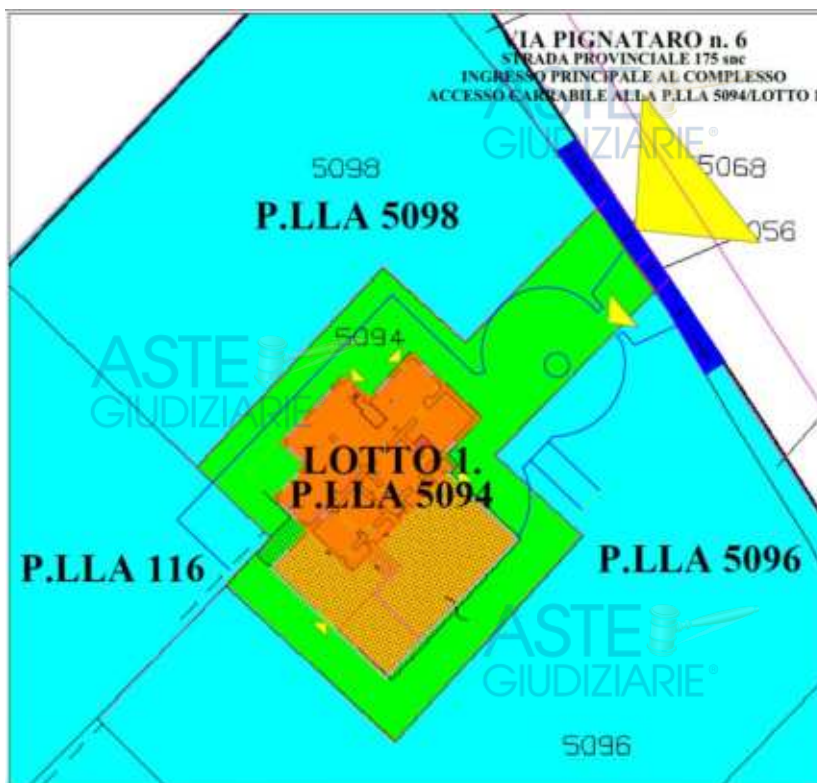 VIA PIGNATARO n. 6
STRADA PROVINCIALE 175 snc
INGRESSO PRINCIPALE AL COMPLESSO
ACCESSO CARRABILE ALLA P.LLA 5094/LOTTO 1
ASTE
GIUDIZIARIE®
5098
5068
P.LLA 5098
056
5094
ASTE
GIUDIZIARIE®
LOTTO 1.
P.LLA 5094
P.LLA 116
P.LLA 5096
ASTE
GIUDIZIARIE®
5096